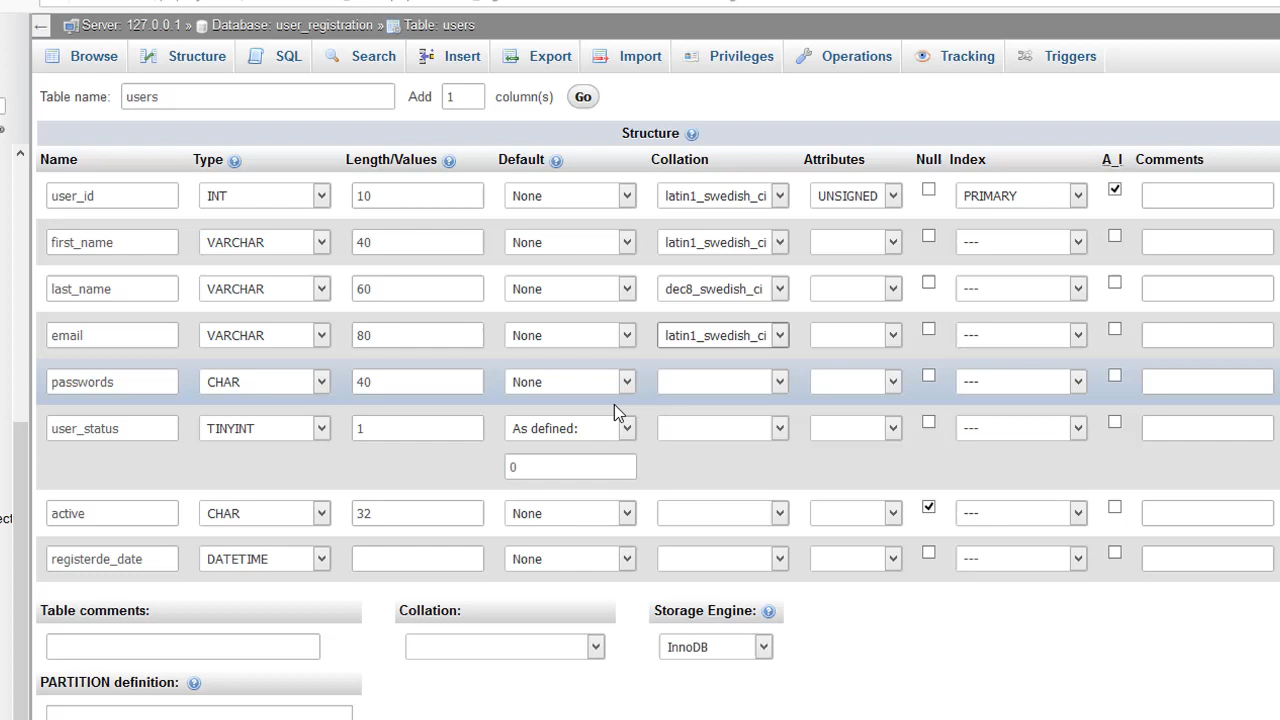 Server: 127.0.0.1 » Database: user_registration » Table: users
Browse Structure SQL Search Insert Export Import Privileges Operations Tracking Triggers
Table name: users Add 1 column(s) Go
Structure
Name Type Length/Values Default Collation Attributes Null Index A_I Comments
user_id INT 10 None latin1_swedish_ci UNSIGNED PRIMARY
first_name VARCHAR 40 None latin1_swedish_ci ---
last_name VARCHAR 60 None dec8_swedish_ci ---
email VARCHAR 80 None latin1_swedish_ci ---
passwords CHAR 40 None ---
user_status TINYINT 1 As defined: ---
0
active CHAR 32 None ---
registerde_date DATETIME None ---
Table comments: Collation: Storage Engine:
InnoDB
PARTITION definition: